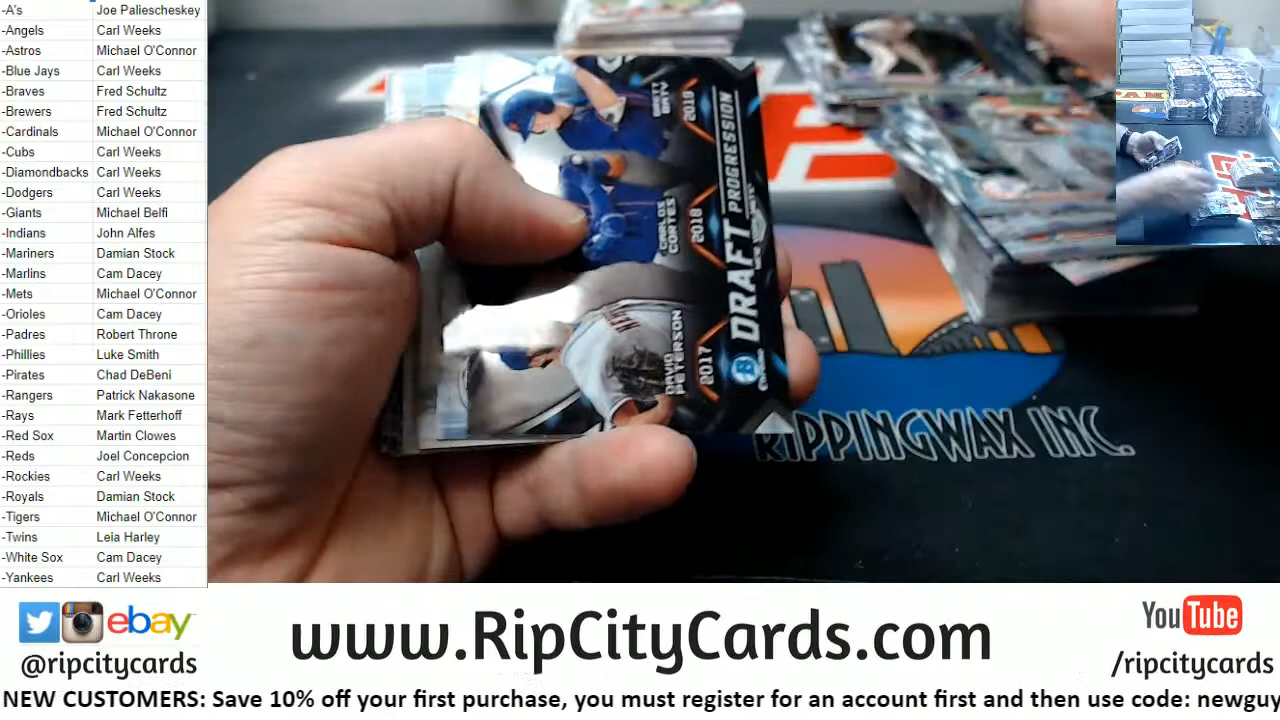 -A's Joe Paliescheskey
-Angels Carl Weeks
-Astros Michael O'Connor
-Blue Jays Carl Weeks
-Braves Fred Schultz
-Brewers Fred Schultz
-Cardinals Michael O'Connor
-Cubs Carl Weeks
-Diamondbacks Carl Weeks
-Dodgers Carl Weeks
-Giants Michael Belfi
-Indians John Alfes
-Mariners Damian Stock
-Marlins Cam Dacey
-Mets Michael O'Connor
-Orioles Cam Dacey
-Padres Robert Throne
-Phillies Luke Smith
-Pirates Chad DeBeni
-Rangers Patrick Nakasone
-Rays Mark Fetterhoff
-Red Sox Martin Clowes
-Reds Joel Concepcion
-Rockies Carl Weeks
-Royals Damian Stock
-Tigers Michael O'Connor
-Twins Leia Harley
-White Sox Cam Dacey
-Yankees Carl Weeks
DRAFT PROGRESSION
DAVID PETERSON
2017
CARLOS CORTES
2018
BRETT BATY
2019
RIPPINGWAX INC.
ebay
@ripcitycards
www.RipCityCards.com
YouTube
/ripcitycards
NEW CUSTOMERS: Save 10% off your first purchase, you must register for an account first and then use code: newguy